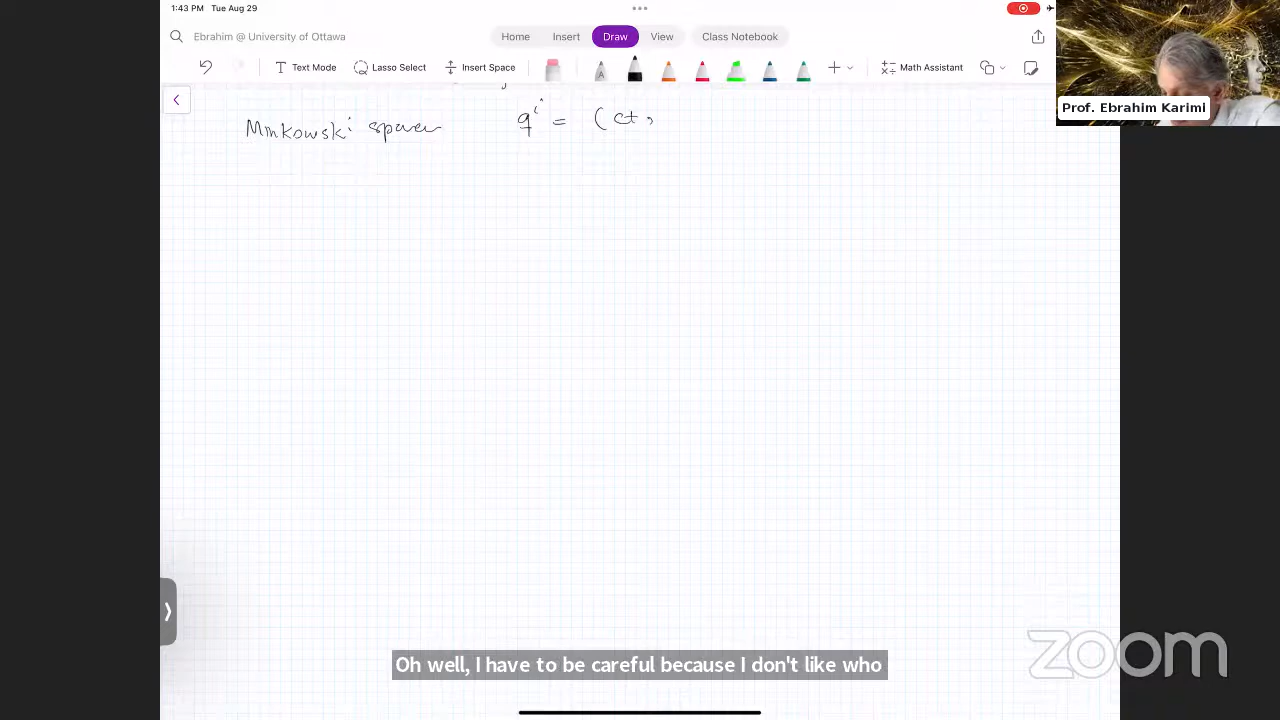 1:43 PM Tue Aug 29
Ebrahim @ University of Ottawa
Home Insert Draw View Class Notebook
A Text Mode Lasso Select Insert Space Math Assistant
Prof. Ebrahim Karimi
Minkowski space q^i = (ct,
Oh well, I have to be careful because I don't like who
zoom